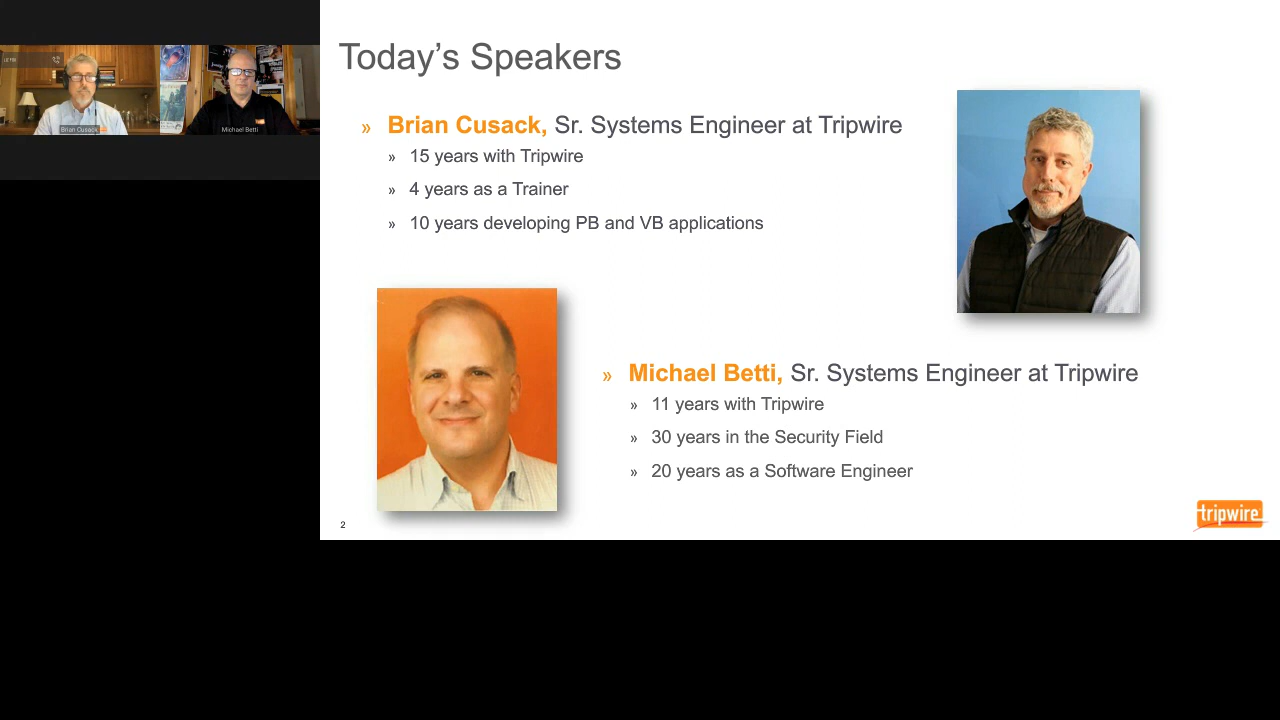 Today's Speakers
» Brian Cusack, Sr. Systems Engineer at Tripwire
» 15 years with Tripwire
» 4 years as a Trainer
» 10 years developing PB and VB applications
» Michael Betti, Sr. Systems Engineer at Tripwire
» 11 years with Tripwire
» 30 years in the Security Field
» 20 years as a Software Engineer
2
tripwire
Brian Cusack
Michael Betti